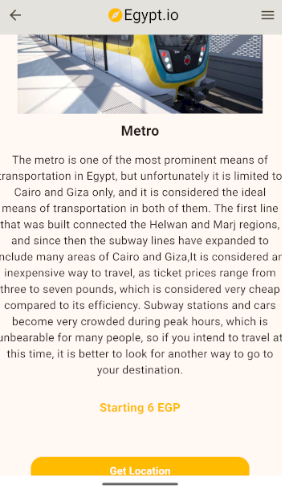 Egypt.io
Metro
The metro is one of the most prominent means of
transportation in Egypt, but unfortunately it is limited to
Cairo and Giza only, and it is considered the ideal
means of transportation in both of them. The first line
that was built connected the Helwan and Marj regions,
and since then the subway lines have expanded to
include many areas of Cairo and Giza,It is considered an
inexpensive way to travel, as ticket prices range from
three to seven pounds, which is considered very cheap
compared to its efficiency. Subway stations and cars
become very crowded during peak hours, which is
unbearable for many people, so if you intend to travel at
this time, it is better to look for another way to go to
your destination.
Starting 6 EGP
Get Location